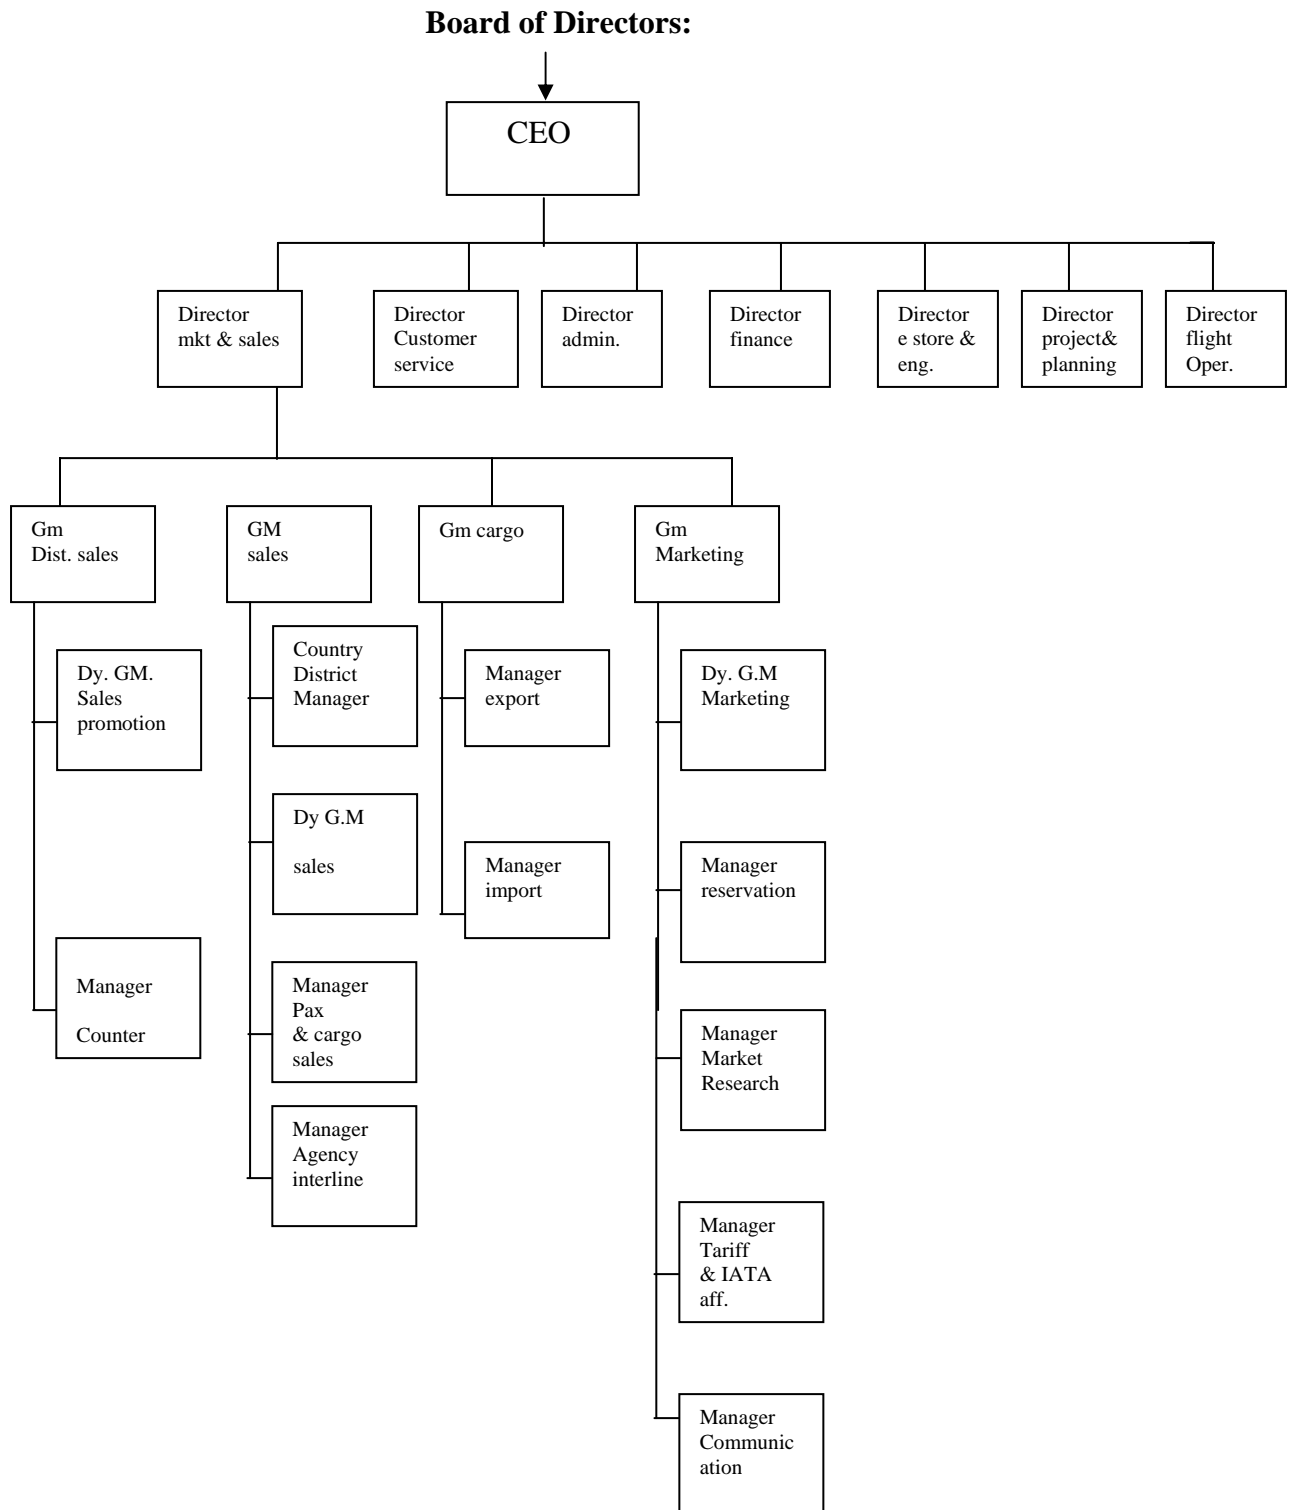 Board of Directors:
CEO
Director
mkt & sales
Director
Customer
service
Director
admin.
Director
finance
Director
e store &
eng.
Director
project&
planning
Director
flight
Oper.
Gm
Dist. sales
GM
sales
Gm cargo
Gm
Marketing
Dy. GM.
Sales
promotion
Manager
Counter
Country
District
Manager
Dy G.M
sales
Manager
Pax
& cargo
sales
Manager
Agency
interline
Manager
export
Manager
import
Dy. G.M
Marketing
Manager
reservation
Manager
Market
Research
Manager
Tariff
& IATA
aff.
Manager
Communic
ation